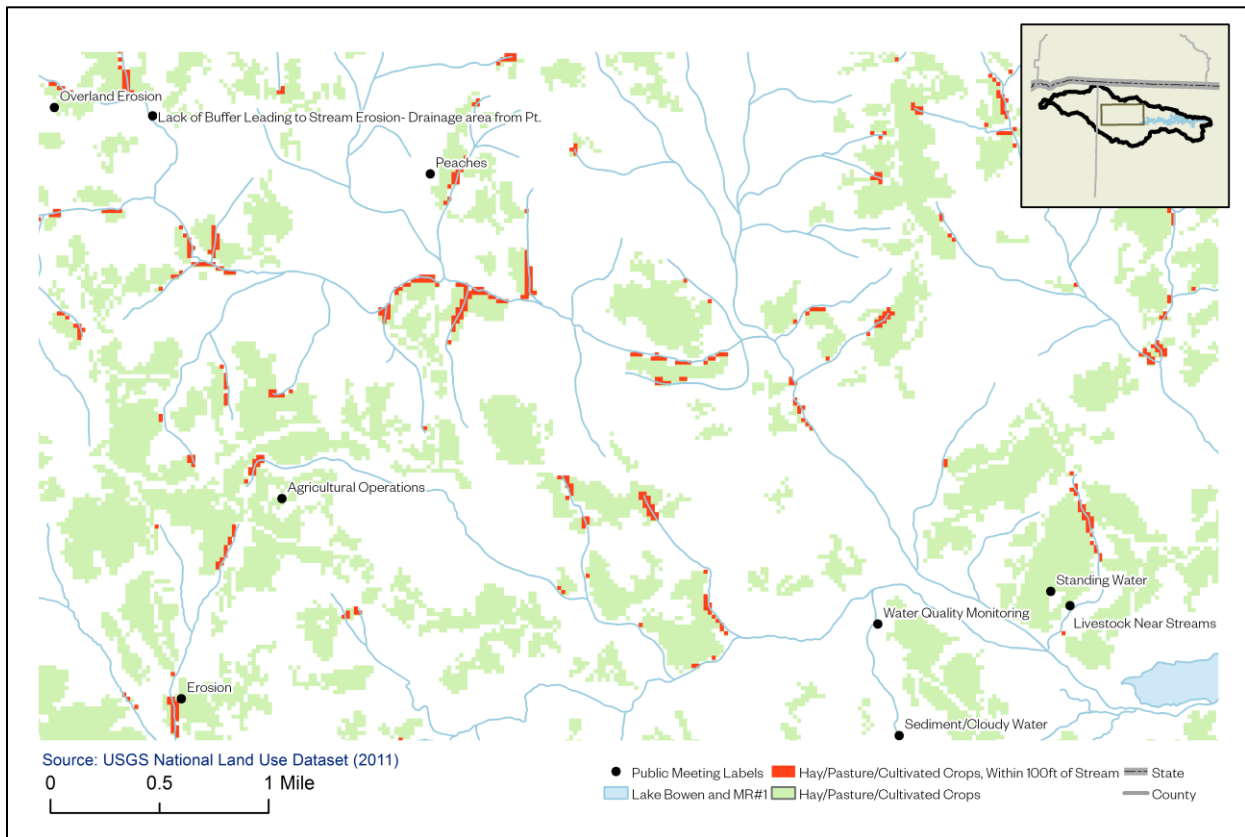 Overland Erosion
Lack of Buffer Leading to Stream Erosion- Drainage area from Pt.
Peaches
Agricultural Operations
Standing Water
Livestock Near Streams
Water Quality Monitoring
Erosion
Sediment/Cloudy Water
Source: USGS National Land Use Dataset (2011)
0 0.5 1 Mile
Public Meeting Labels
Hay/Pasture/Cultivated Crops, Within 100ft of Stream
State
Lake Bowen and MR#1
Hay/Pasture/Cultivated Crops
County